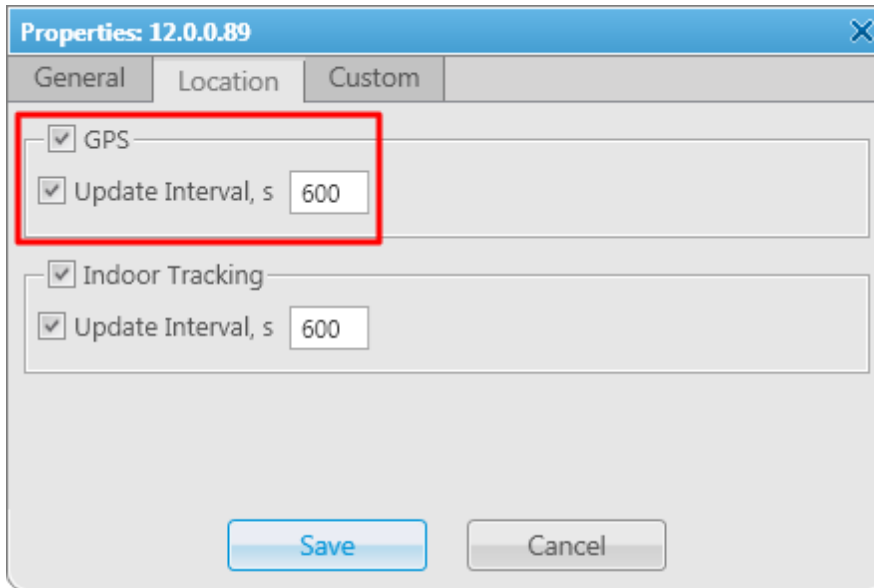 Properties: 12.0.0.89
General Location Custom
GPS
Update Interval, s 600
Indoor Tracking
Update Interval, s 600
Save Cancel